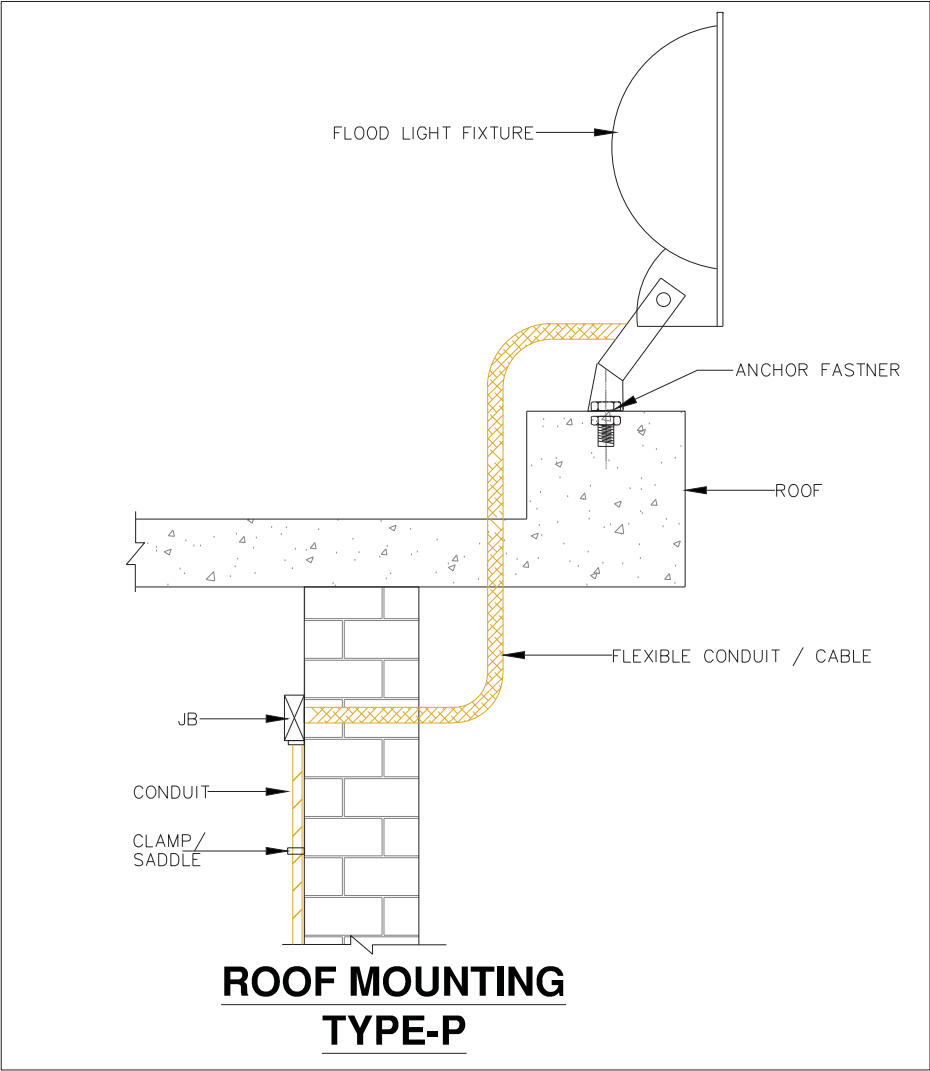 FLOOD LIGHT FIXTURE
ANCHOR FASTNER
ROOF
FLEXIBLE CONDUIT / CABLE
JB
CONDUIT
CLAMP/
SADDLE
ROOF MOUNTING
TYPE-P